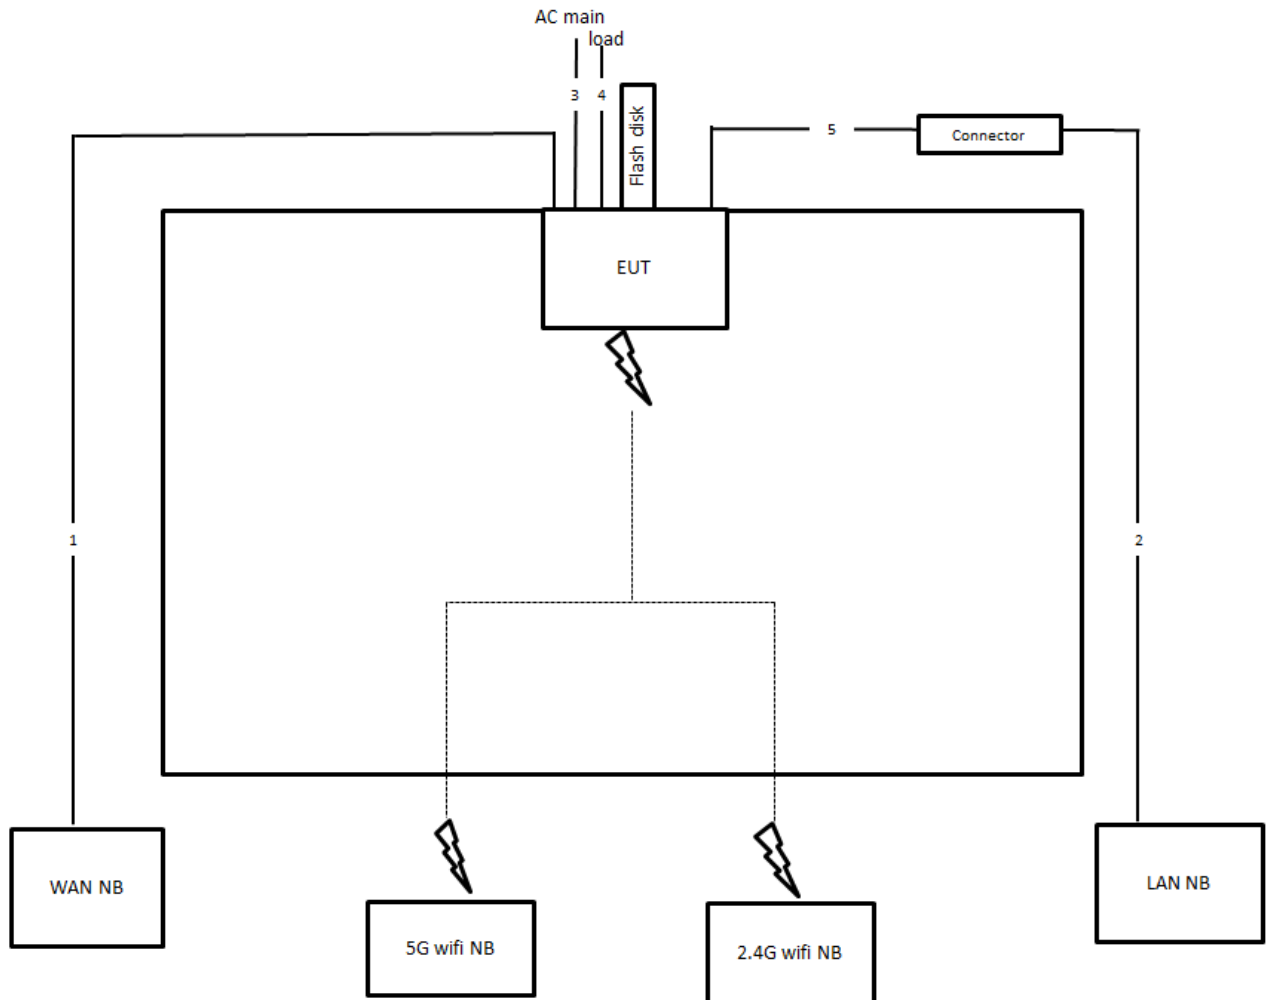 AC main
load
3
4
Flash disk
5
Connector
EUT
1
2
WAN NB
LAN NB
5G wifi NB
2.4G wifi NB